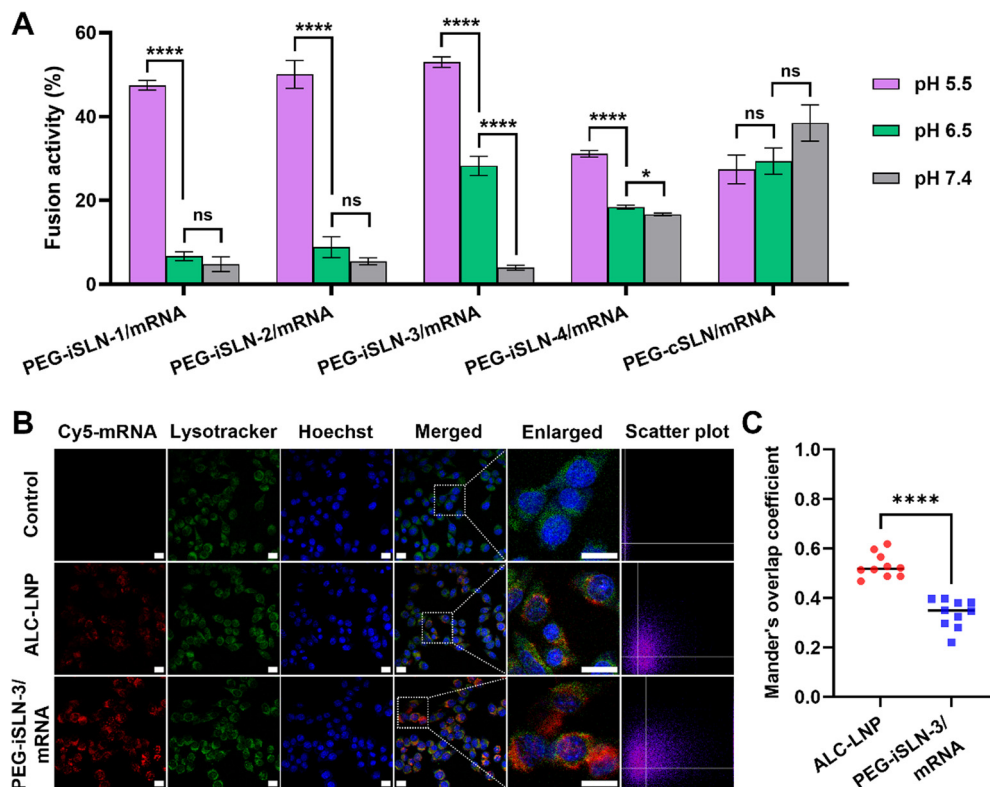 A
Fusion activity (%)
60
40
20
0
****
ns
****
ns
****
****
****
*
ns
ns
pH 5.5
pH 6.5
pH 7.4
PEG-iSLN-1/mRNA
PEG-iSLN-2/mRNA
PEG-iSLN-3/mRNA
PEG-iSLN-4/mRNA
PEG-cSLN/mRNA
B
Cy5-mRNA Lysotracker Hoechst Merged Enlarged Scatter plot
Control
ALC-LNP
PEG-iSLN-3/
mRNA
C
Mander's overlap coefficient
1.0
0.8
0.6
0.4
0.2
0.0
****
ALC-LNP
PEG-iSLN-3/
mRNA